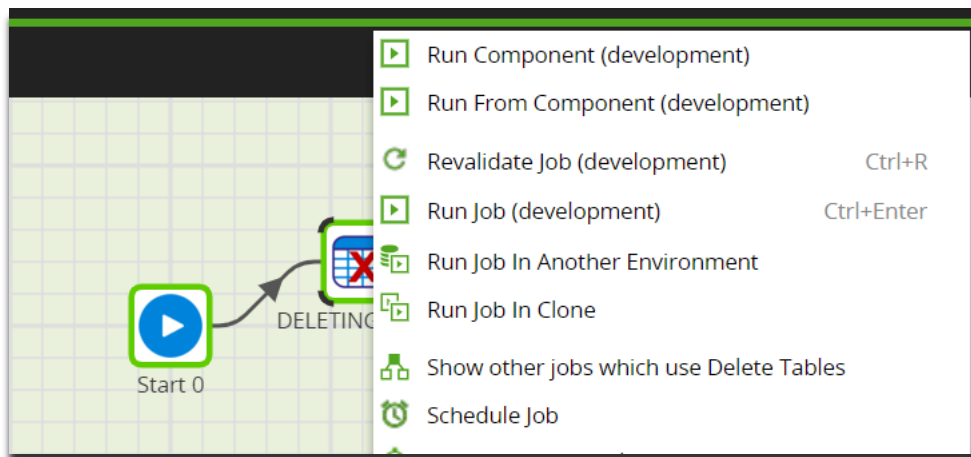 Run Component (development)
Run From Component (development)
Revalidate Job (development) Ctrl+R
Run Job (development) Ctrl+Enter
Run Job In Another Environment
Run Job In Clone
DELETING
Start 0
Show other jobs which use Delete Tables
Schedule Job